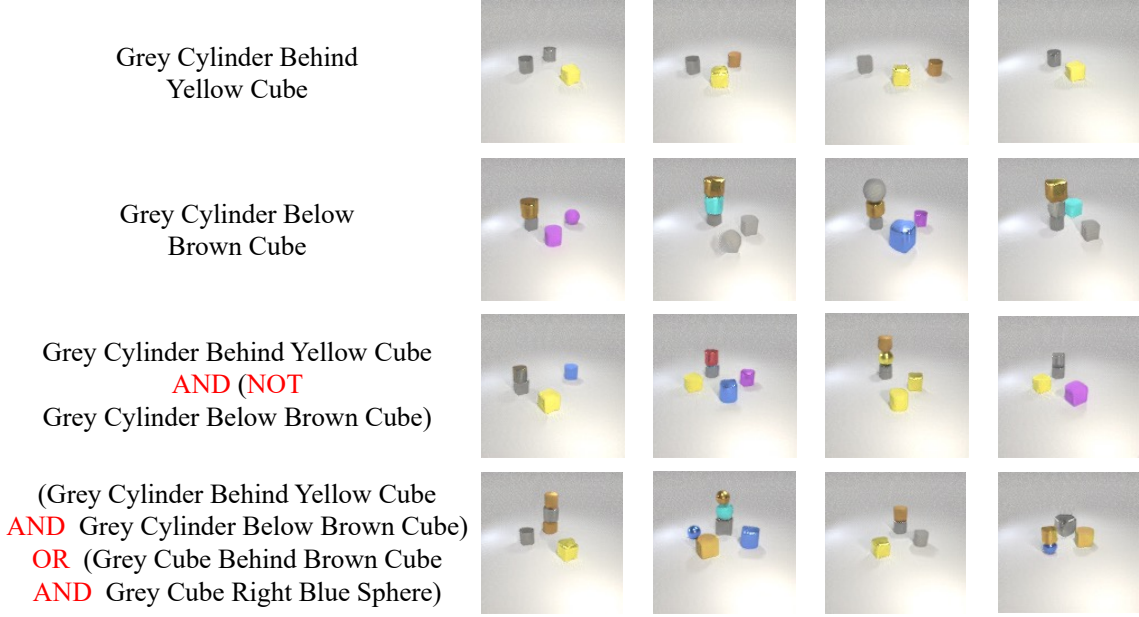 Grey Cylinder Behind
Yellow Cube
Grey Cylinder Below
Brown Cube
Grey Cylinder Behind Yellow Cube
AND (NOT
Grey Cylinder Below Brown Cube)
(Grey Cylinder Behind Yellow Cube
AND Grey Cylinder Below Brown Cube)
OR (Grey Cube Behind Brown Cube
AND Grey Cube Right Blue Sphere)